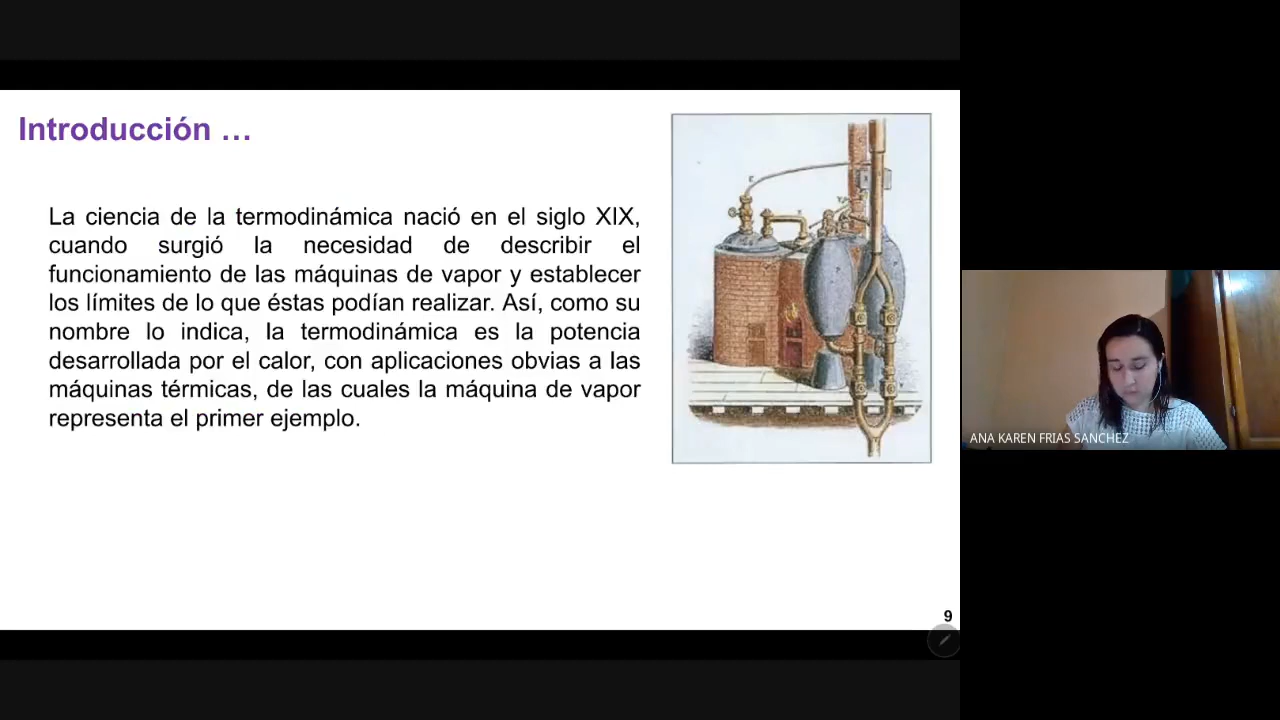 Introducción …
La ciencia de la termodinámica nació en el siglo XIX,
cuando surgió la necesidad de describir el
funcionamiento de las máquinas de vapor y establecer
los límites de lo que éstas podían realizar. Así, como su
nombre lo indica, la termodinámica es la potencia
desarrollada por el calor, con aplicaciones obvias a las
máquinas térmicas, de las cuales la máquina de vapor
representa el primer ejemplo.
ANA KAREN FRIAS SANCHEZ
9